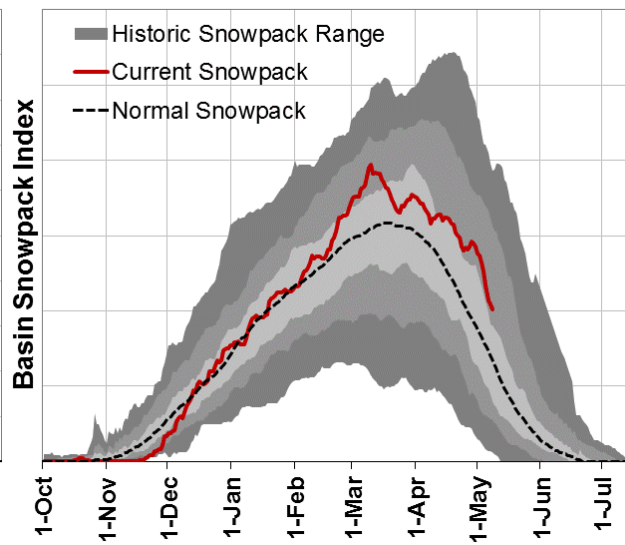 Historic Snowpack Range
Current Snowpack
Normal Snowpack
Basin Snowpack Index
1-Oct
1-Nov
1-Dec
1-Jan
1-Feb
1-Mar
1-Apr
1-May
1-Jun
1-Jul